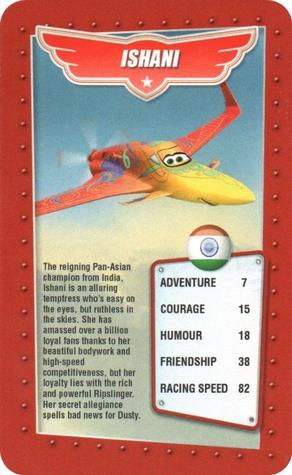 ISHANI
The reigning Pan-Asian
champion from India,
Ishani is an alluring
temptress who's easy on
the eyes, but ruthless in
the skies. She has
amassed over a billion
loyal fans thanks to her
beautiful bodywork and
high-speed
competitiveness, but her
loyalty lies with the rich
and powerful Ripslinger.
Her secret allegiance
spells bad news for Dusty.
ADVENTURE 7
COURAGE 15
HUMOUR 18
FRIENDSHIP 38
RACING SPEED 82